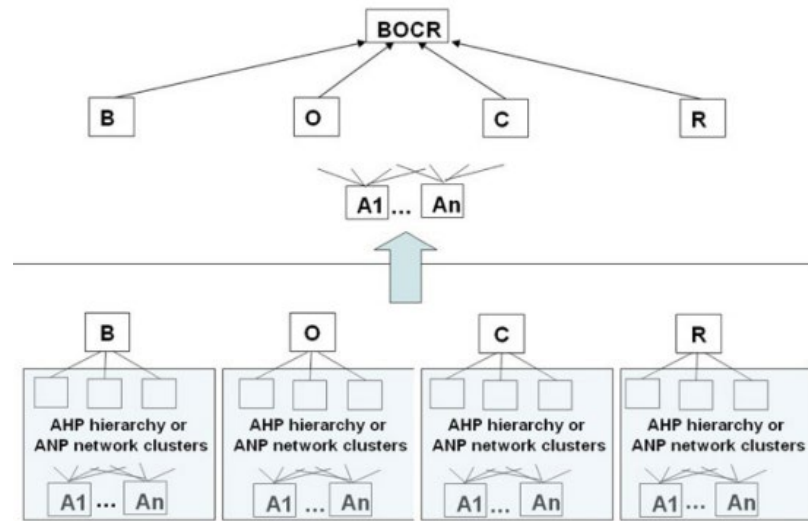 BOCR
B O C R
A1 ... An
B O C R
AHP hierarchy or AHP hierarchy or AHP hierarchy or AHP hierarchy or
ANP network clusters ANP network clusters ANP network clusters ANP network clusters
A1 ... An A1 ... An A1 ... An A1 ... An